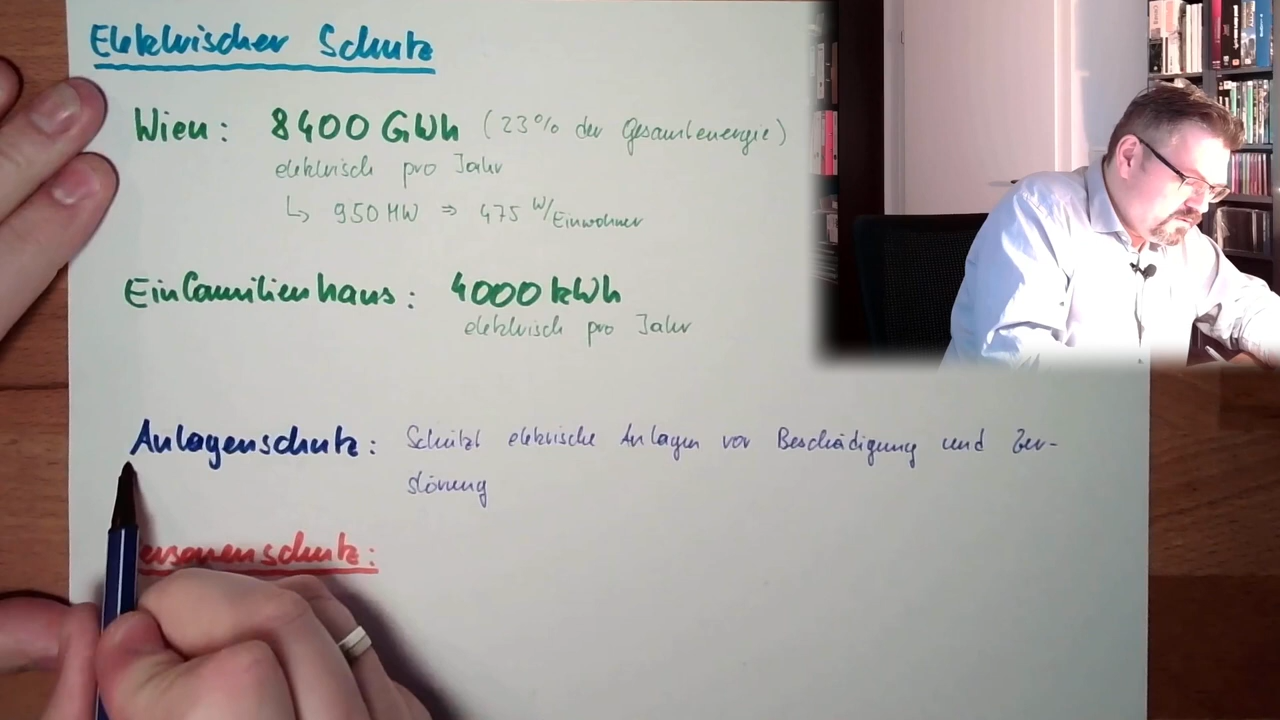 Elektrischer Schutz
Wien: 8400 GWh (23% der Gesamtenergie)
elektrisch pro Jahr
↳ 950 MW ⇒ 475 W/Einwohner
Einfamilienhaus: 4000 kWh
elektrisch pro Jahr
Anlagenschutz: Schützt elektrische Anlagen vor Beschädigung und Zer-
störung
ersonenschutz: